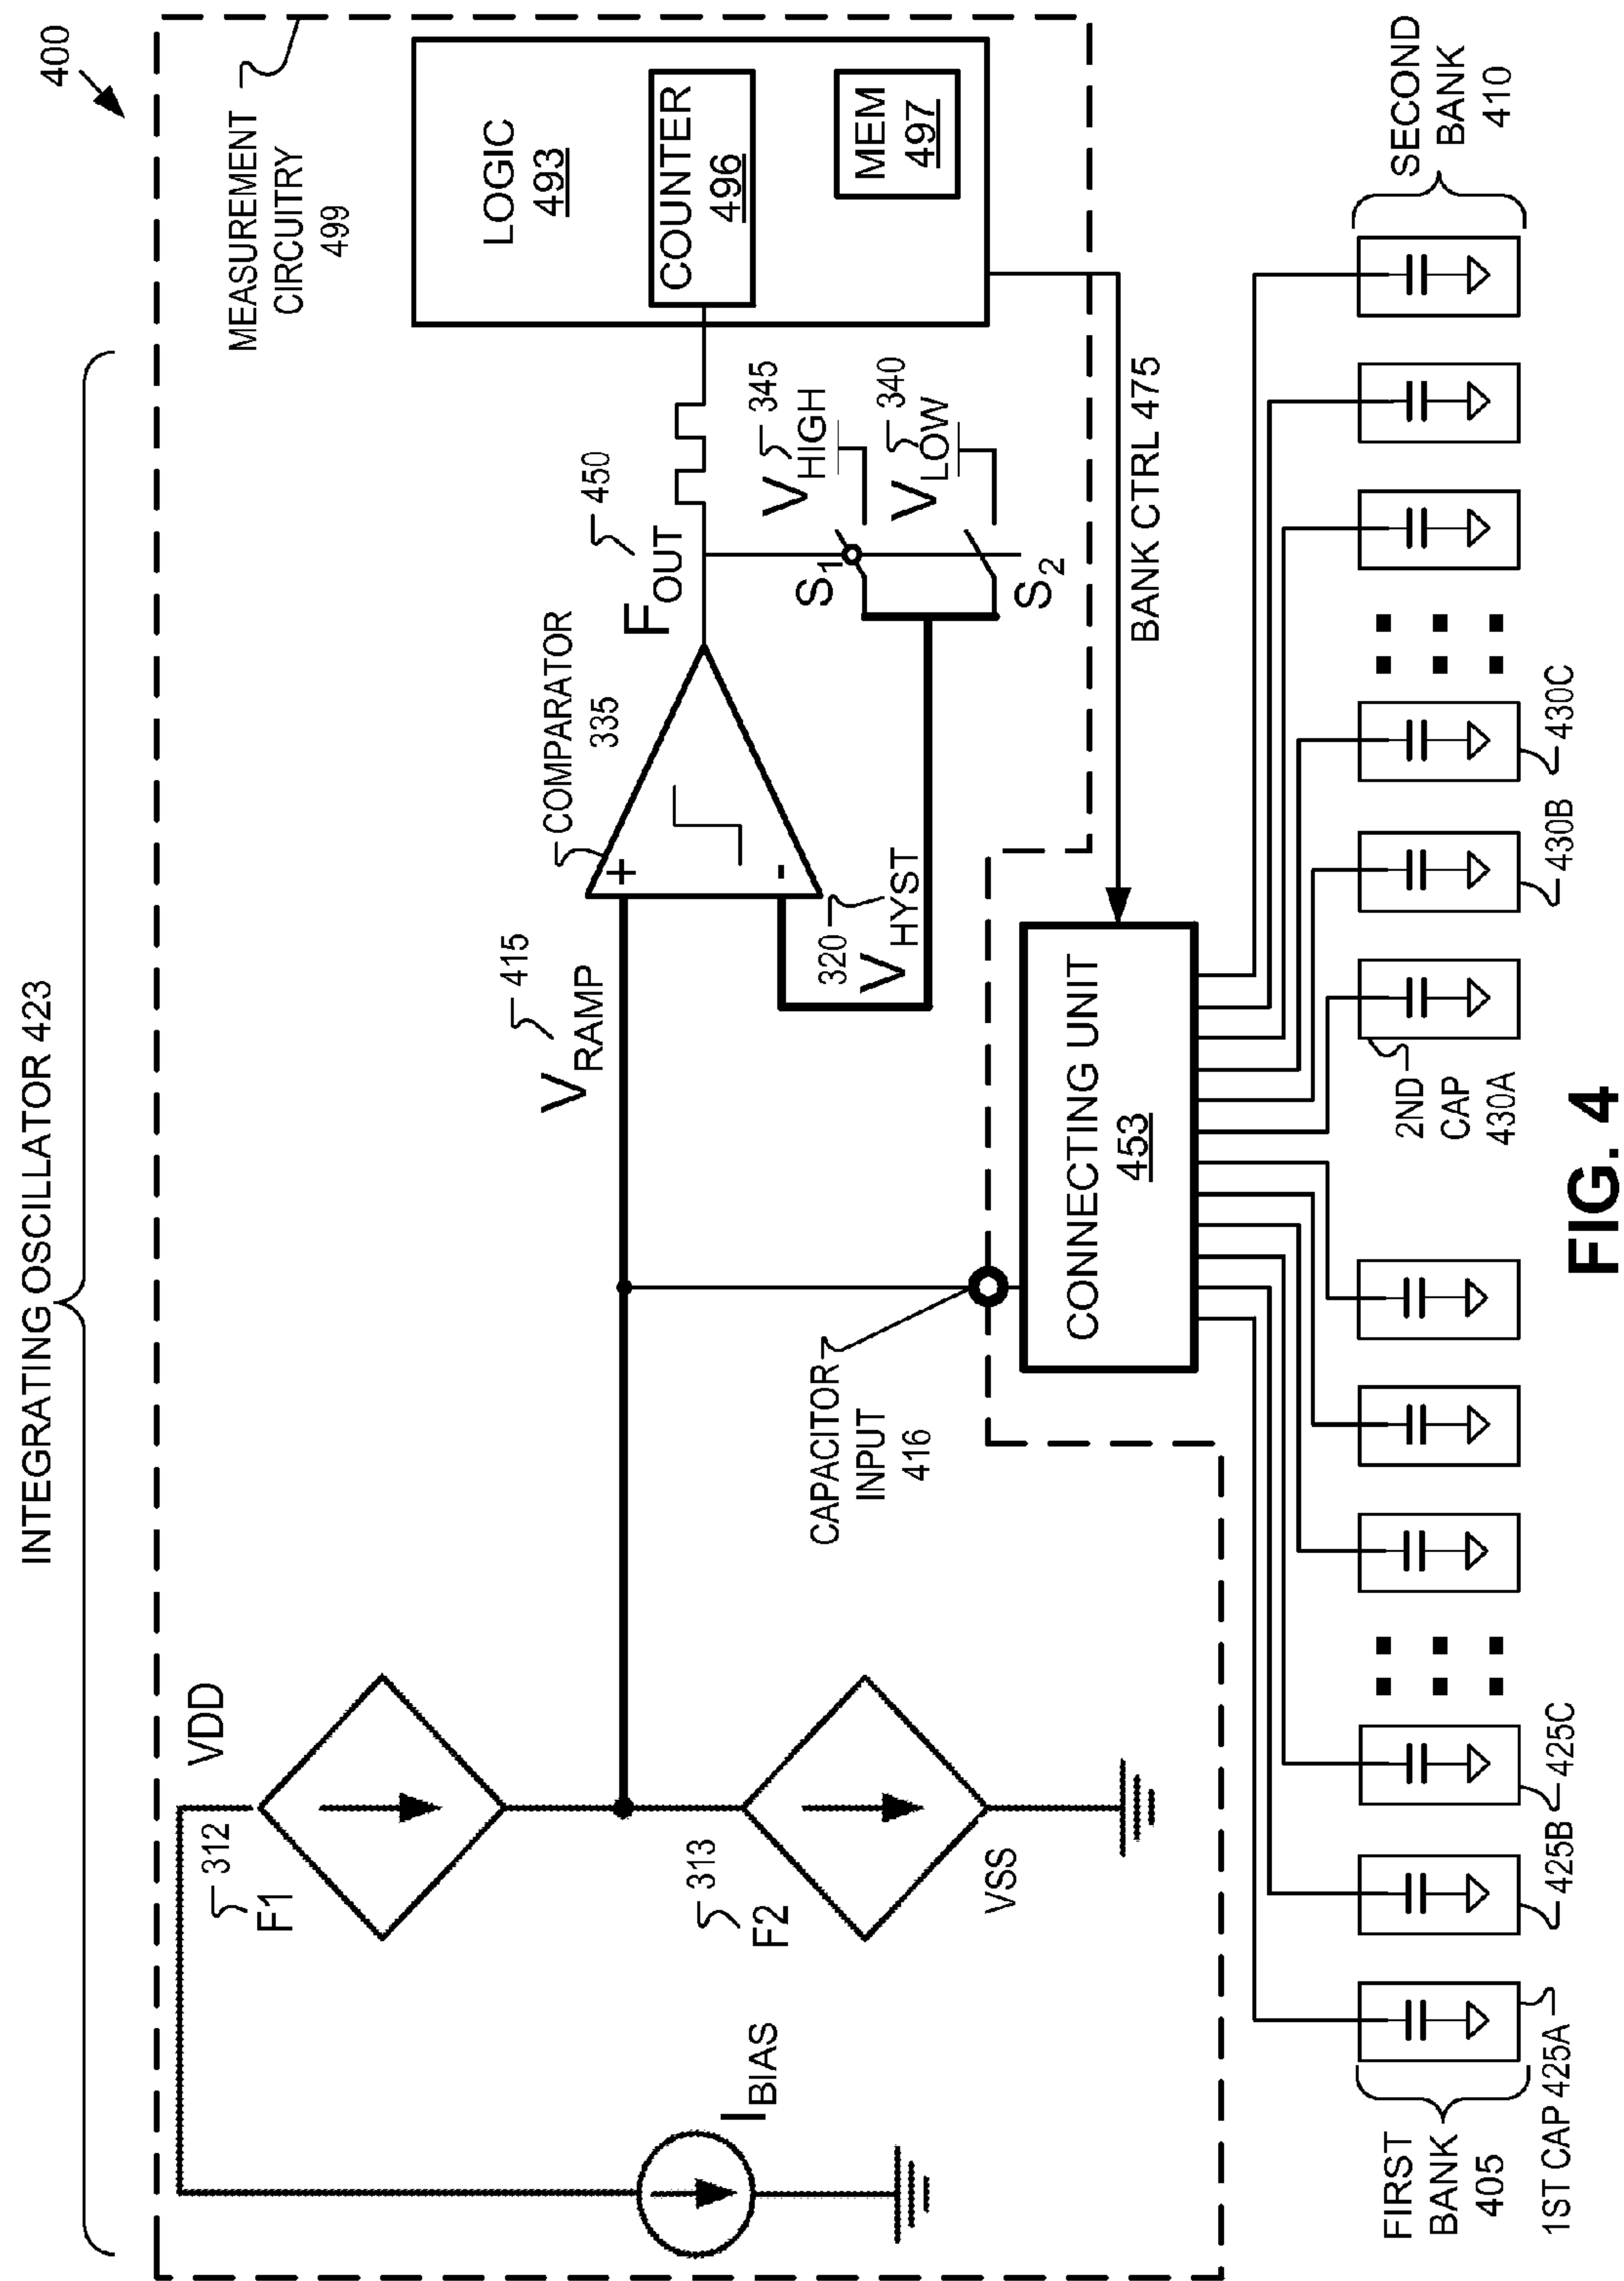 400
INTEGRATING OSCILLATOR 423
MEASUREMENT
CIRCUITRY
499
VDD
312
F1
313
F2
VSS
IBIAS
VRAMP
415
COMPARATOR
335
+
-
320
VHYST
FOUT
450
S1
S2
VHIGH
345
VLOW
340
LOGIC
493
COUNTER
496
MEM
497
CAPACITOR
INPUT
416
CONNECTING UNIT
453
BANK CTRL 475
FIRST
BANK
405
1ST CAP 425A
425B
425C
2ND
CAP
430A
430B
430C
SECOND
BANK
410
FIG. 4